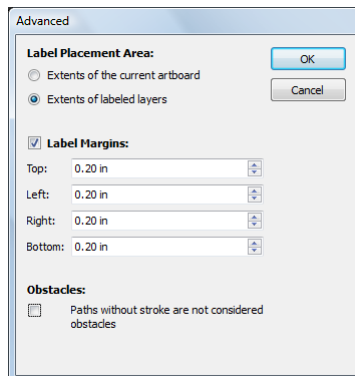 Advanced
Label Placement Area:
OK
Extents of the current artboard
Cancel
Extents of labeled layers
Label Margins:
Top: 0.20 in
Left: 0.20 in
Right: 0.20 in
Bottom: 0.20 in
Obstacles:
Paths without stroke are not considered
obstacles